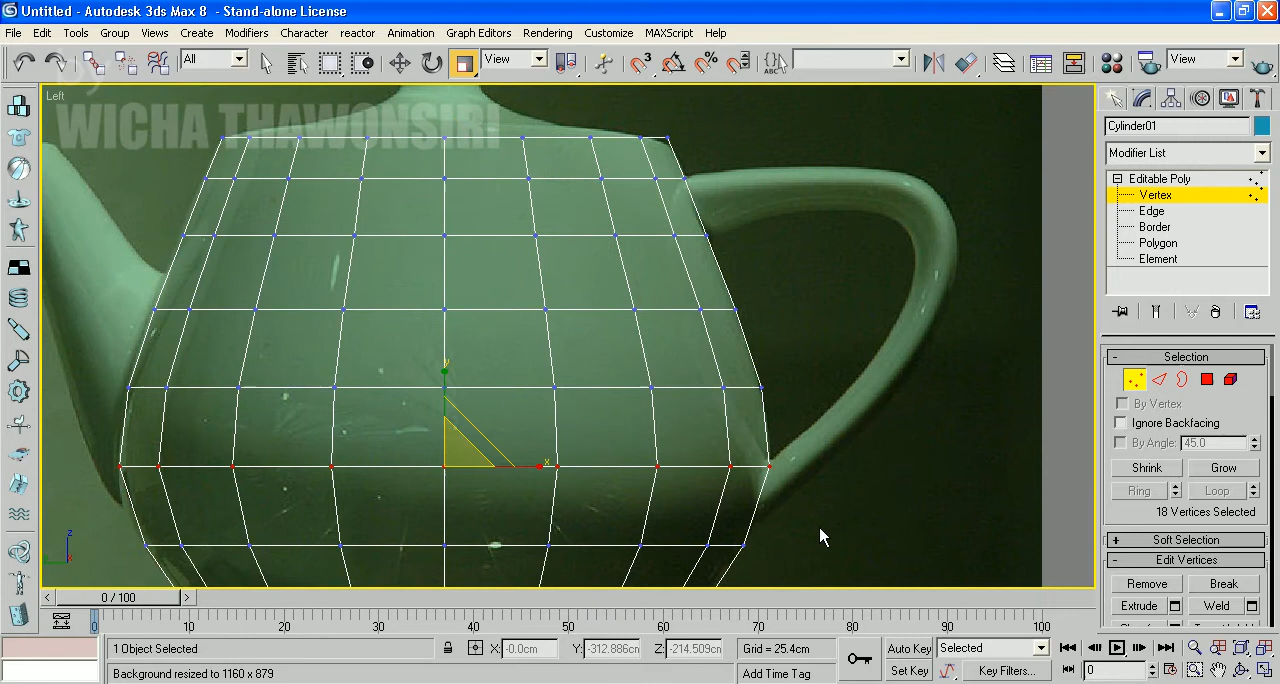 Untitled - Autodesk 3ds Max 8 - Stand-alone License
File Edit Tools Group Views Create Modifiers Character reactor Animation Graph Editors Rendering Customize MAXScript Help
All View 3 ABC View
by
Left
WICHA THAWONSIRI
Cylinder01
Modifier List
Editable Poly
Vertex
Edge
Border
Polygon
Element
- Selection
By Vertex
Ignore Backfacing
By Angle: 45.0
Shrink Grow
Ring Loop
18 Vertices Selected
+ Soft Selection
- Edit Vertices
Remove Break
Extrude Weld
y
x
z
x
< 0 / 100 >
0 10 20 30 40 50 60 70 80 90 100
1 Object Selected X: -0.0cm Y: -312.886cm Z: -214.509cm Grid = 25.4cm Auto Key Selected
Background resized to 1160 x 879 Add Time Tag Set Key Key Filters... 0